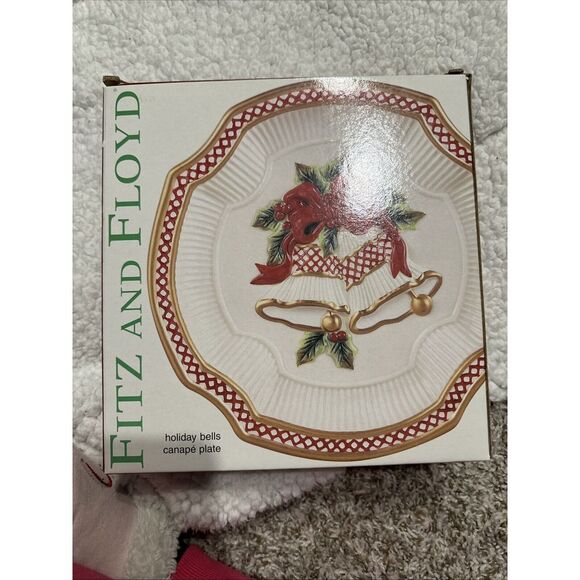 FITZ AND FLOYD
holiday bells
canapé plate